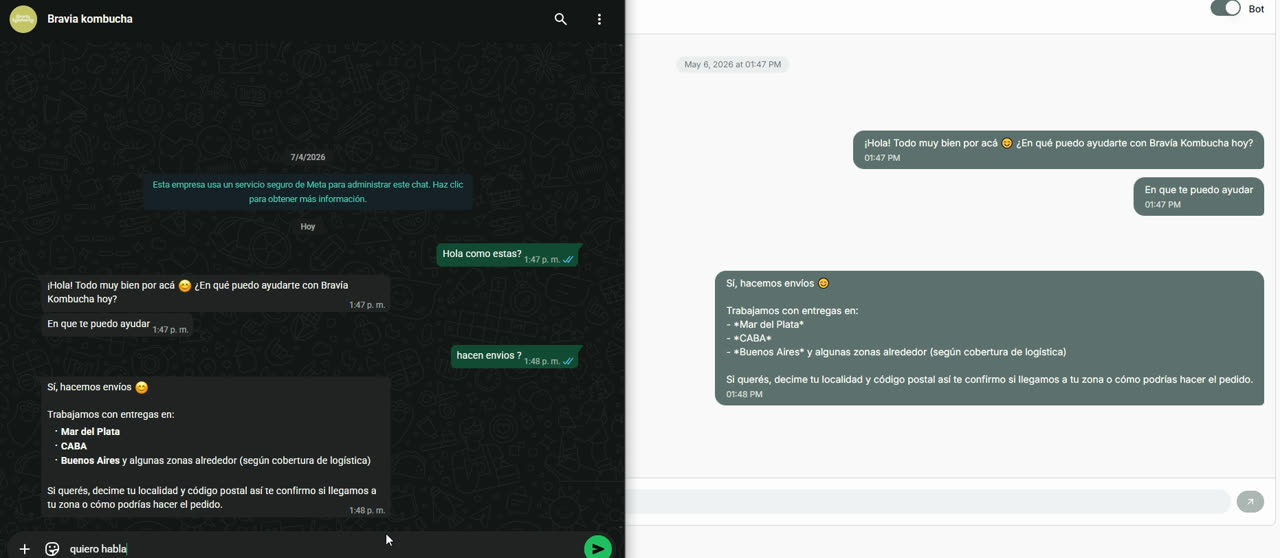 Bravia kombucha
7/4/2026
Esta empresa usa un servicio seguro de Meta para administrar este chat. Haz clic
para obtener más información.
Hoy
Hola como estas? 1:47 p. m.
¡Hola! Todo muy bien por acá 😊 ¿En qué puedo ayudarte con Bravía
Kombucha hoy?
1:47 p. m.
En que te puedo ayudar 1:47 p. m.
hacen envios ? 1:48 p. m.
Sí, hacemos envíos 😊
Trabajamos con entregas en:
· Mar del Plata
· CABA
· Buenos Aires y algunas zonas alrededor (según cobertura de logística)
Si querés, decime tu localidad y código postal así te confirmo si llegamos a
tu zona o cómo podrías hacer el pedido.
1:48 p. m.
quiero habla
Bot
May 6, 2026 at 01:47 PM
¡Hola! Todo muy bien por acá 😊 ¿En qué puedo ayudarte con Bravía Kombucha hoy?
01:47 PM
En que te puedo ayudar
01:47 PM
Sí, hacemos envíos 😊
Trabajamos con entregas en:
- *Mar del Plata*
- *CABA*
- *Buenos Aires* y algunas zonas alrededor (según cobertura de logística)
Si querés, decime tu localidad y código postal así te confirmo si llegamos a tu zona o cómo podrías hacer el pedido.
01:48 PM